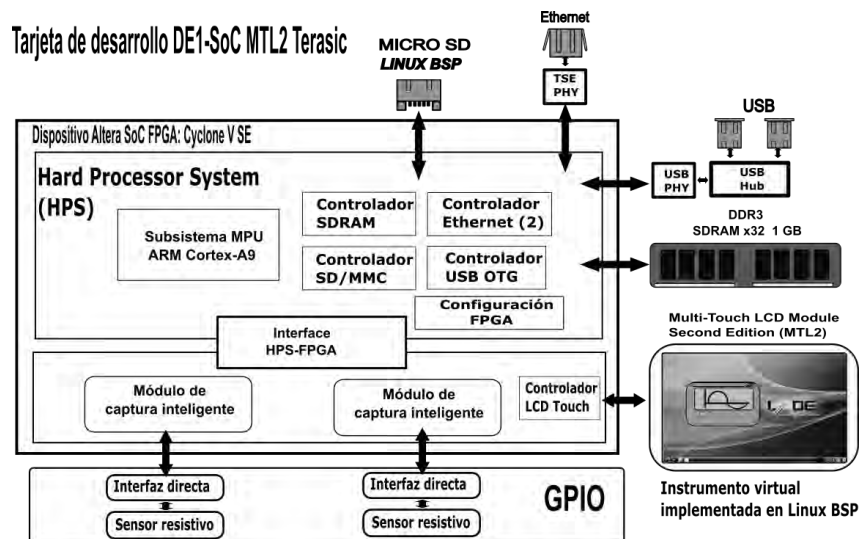 Tarjeta de desarrollo DE1-SoC MTL2 Terasic
MICRO SD
LINUX BSP
Ethernet
TSE
PHY
USB
Dispositivo Altera SoC FPGA: Cyclone V SE
Hard Processor System
(HPS)
Subsistema MPU
ARM Cortex-A9
Controlador
SDRAM
Controlador
Ethernet (2)
Controlador
SD/MMC
Controlador
USB OTG
Configuración
FPGA
USB
PHY
USB
Hub
DDR3
SDRAM x32 1 GB
Interface
HPS-FPGA
Multi-Touch LCD Module
Second Edition (MTL2)
Módulo de
captura inteligente
Módulo de
captura inteligente
Controlador
LCD Touch
Interfaz directa
Sensor resistivo
Interfaz directa
Sensor resistivo
GPIO
Instrumento virtual
implementada en Linux BSP